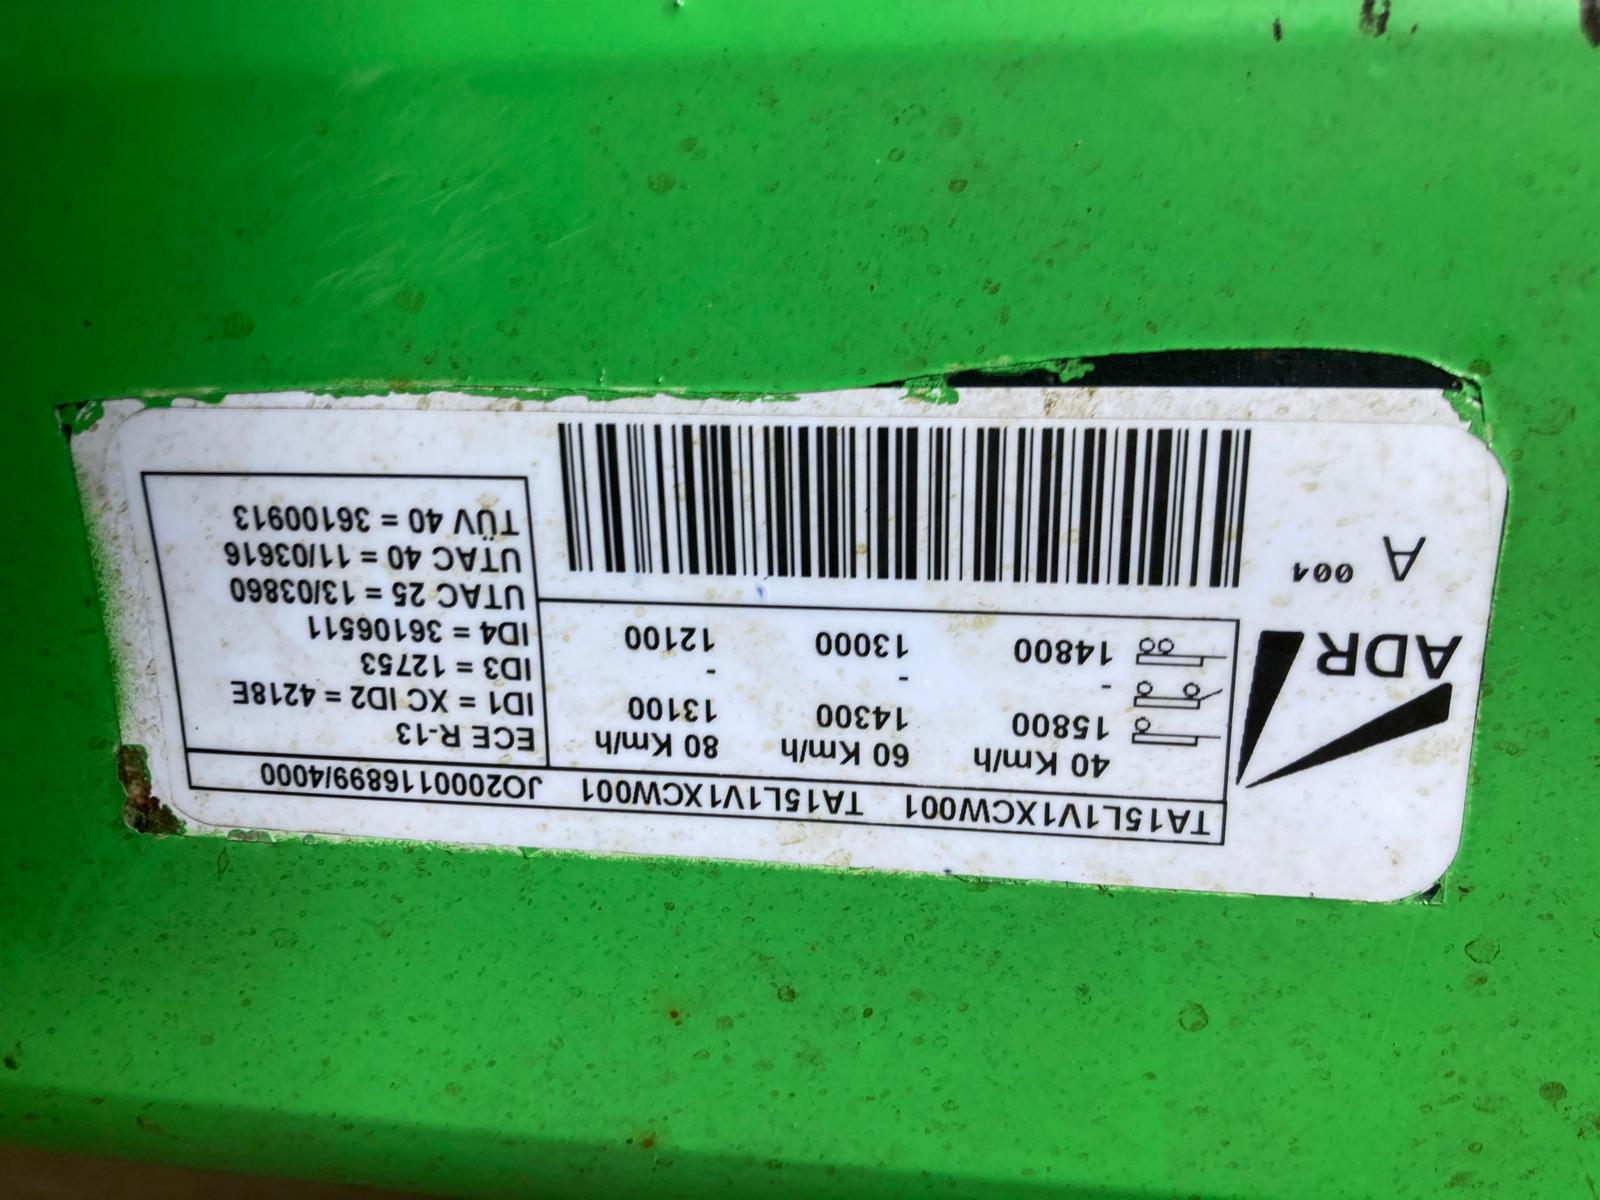 TA15L1V1XCW001 TA15L1V1XCW001 JO2000116899/4000
40 Km/h 60 Km/h 80 Km/h
15800 14300 13100
- - -
14800 13000 12100
ECE R-13
ID1 = XC ID2 = 4218E
ID3 = 12753
ID4 = 36106511
UTAC 25 = 13/03860
UTAC 40 = 11/03616
TÜV 40 = 36100913
ADR
A 004